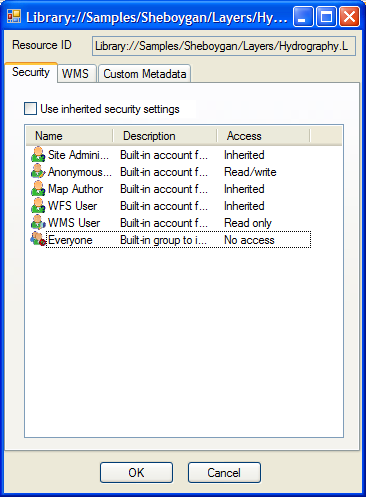 Library://Samples/Sheboygan/Layers/Hy...
Resource ID Library://Samples/Sheboygan/Layers/Hydrography.L
Security WMS Custom Metadata
Use inherited security settings
Name Description Access
Site Admini... Built-in account f... Inherited
Anonymous... Built-in account f... Read/write
Map Author Built-in account f... Inherited
WFS User Built-in account f... Inherited
WMS User Built-in account f... Read only
Everyone Built-in group to i... No access
OK Cancel